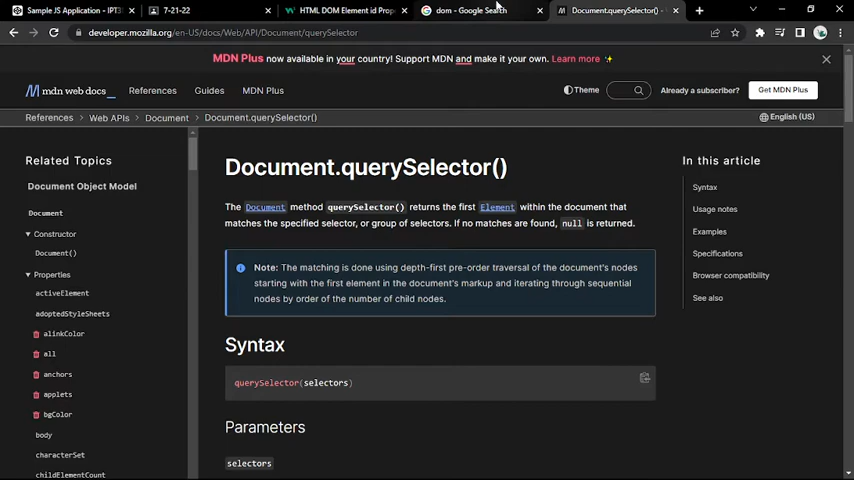 Sample JS Application - IPT3
7-21-22
HTML DOM Element id Prope
dom - Google Search
Document.querySelector() -
developer.mozilla.org/en-US/docs/Web/API/Document/querySelector
MDN Plus now available in your country! Support MDN and make it your own. Learn more ✨
mdn web docs_
References
Guides
MDN Plus
Theme
Already a subscriber?
Get MDN Plus
References
Web APIs
Document
Document.querySelector()
English (US)
Related Topics
Document Object Model
Document
Constructor
Document()
Properties
activeElement
adoptedStyleSheets
alinkColor
all
anchors
applets
bgColor
body
characterSet
childElementCount
Document.querySelector()
The Document method querySelector() returns the first Element within the document that
matches the specified selector, or group of selectors. If no matches are found, null is returned.
Note: The matching is done using depth-first pre-order traversal of the document's nodes
starting with the first element in the document's markup and iterating through sequential
nodes by order of the number of child nodes.
Syntax
querySelector(selectors)
Parameters
selectors
In this article
Syntax
Usage notes
Examples
Specifications
Browser compatibility
See also